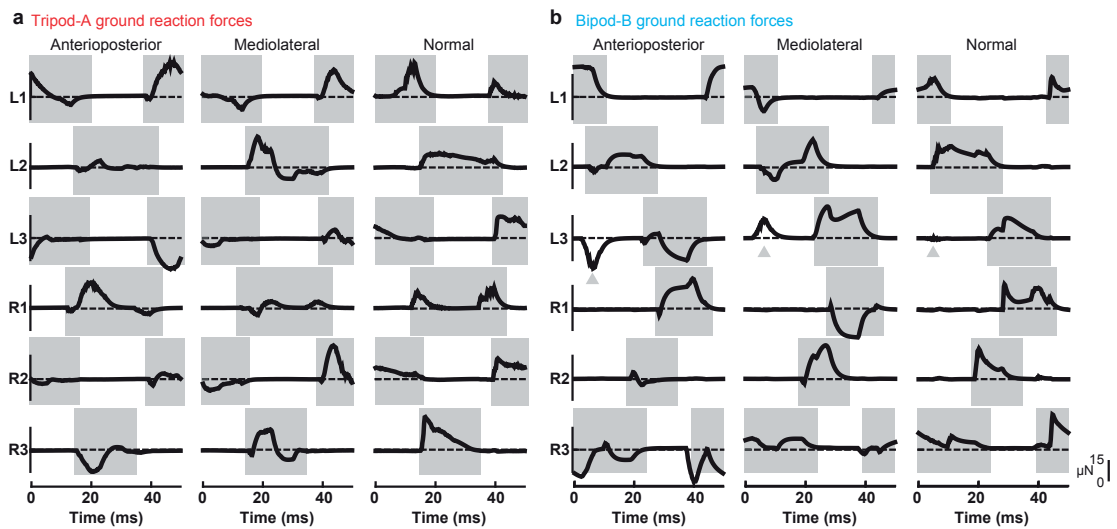 a Tripod-A ground reaction forces
Anterioposterior Mediolateral Normal
L1
L2
L3
R1
R2
R3
0 20 40 0 20 40 0 20 40
Time (ms) Time (ms) Time (ms)
b Bipod-B ground reaction forces
Anterioposterior Mediolateral Normal
L1
L2
L3
R1
R2
R3
0 20 40 0 20 40 0 20 40
Time (ms) Time (ms) Time (ms)
15
µN
0